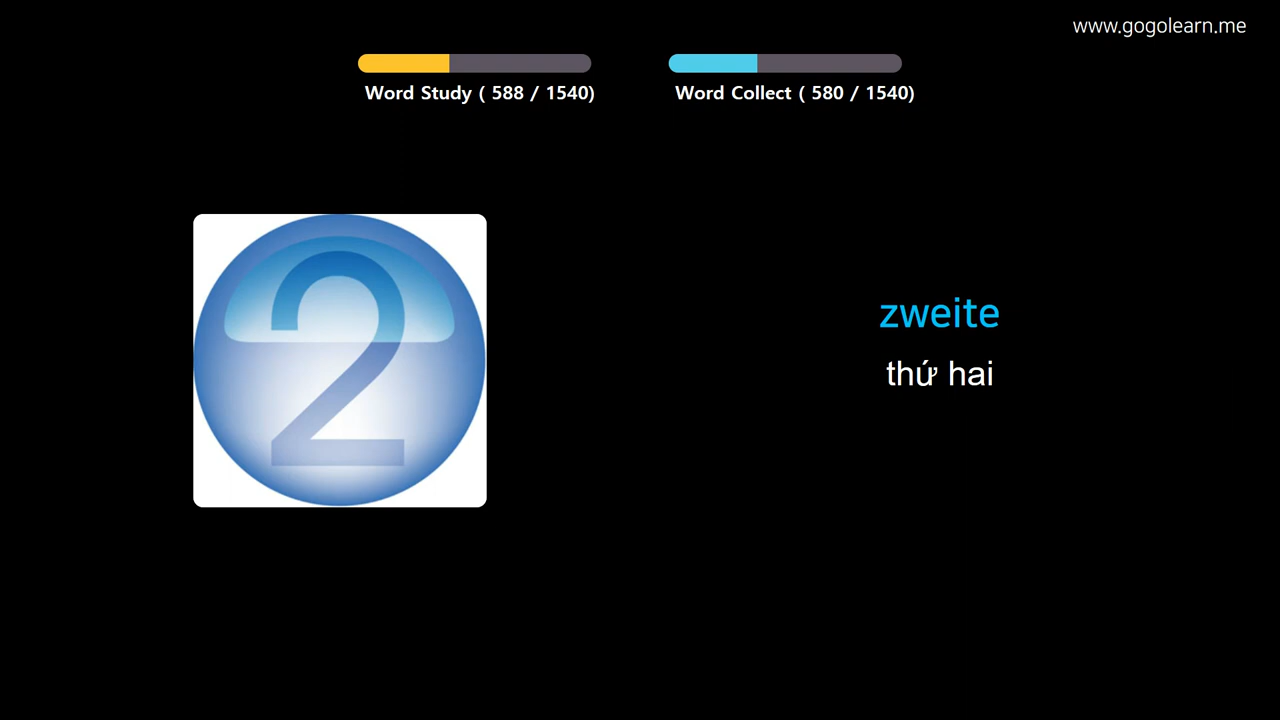 www.gogolearn.me
Word Study ( 588 / 1540)
Word Collect ( 580 / 1540)
2
zweite
thứ hai